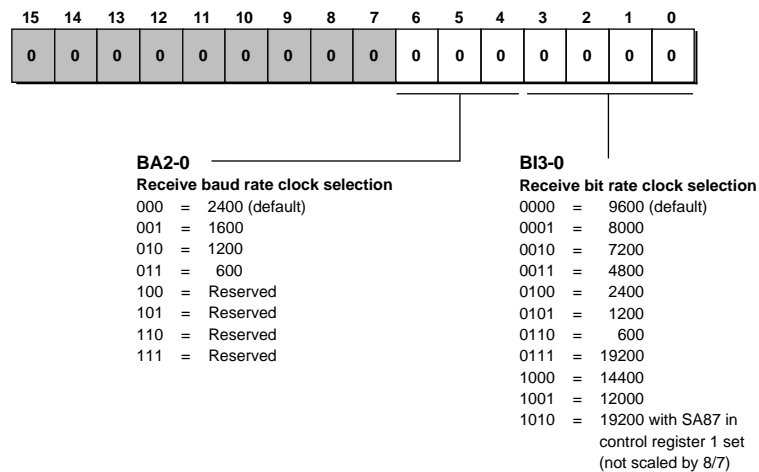 15 14 13 12 11 10 9 8 7 6 5 4 3 2 1 0
0 0 0 0 0 0 0 0 0 0 0 0 0 0 0 0
BA2-0
Receive baud rate clock selection
000 = 2400 (default)
001 = 1600
010 = 1200
011 = 600
100 = Reserved
101 = Reserved
110 = Reserved
111 = Reserved
BI3-0
Receive bit rate clock selection
0000 = 9600 (default)
0001 = 8000
0010 = 7200
0011 = 4800
0100 = 2400
0101 = 1200
0110 = 600
0111 = 19200
1000 = 14400
1001 = 12000
1010 = 19200 with SA87 in
control register 1 set
(not scaled by 8/7)